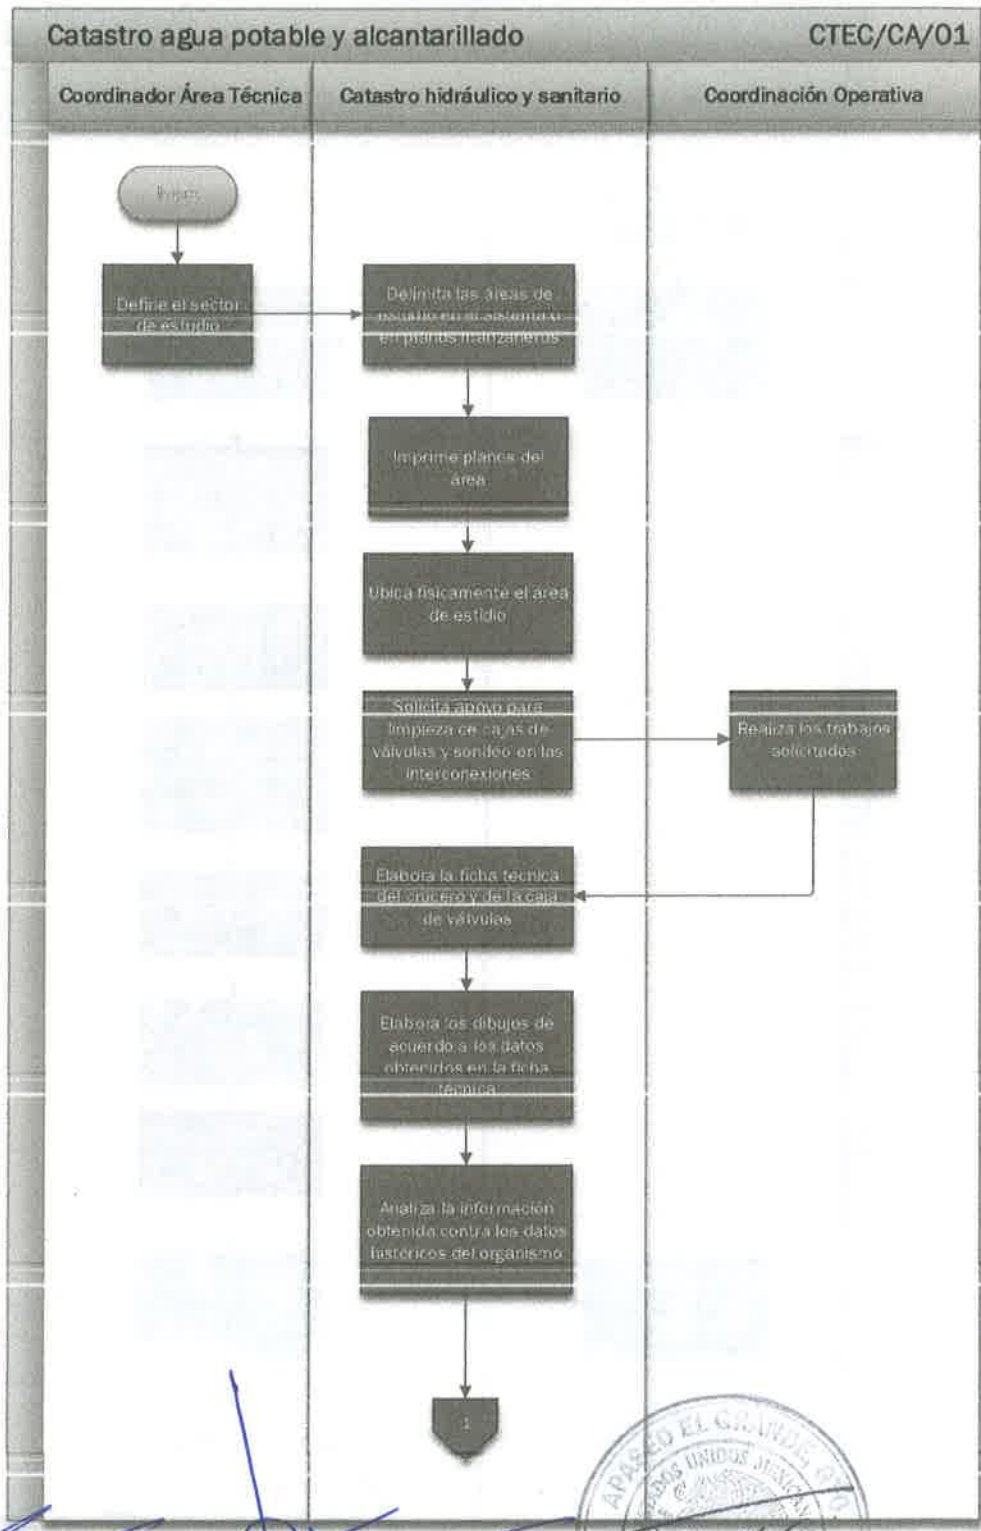 Catastro agua potable y alcantarillado
CTEC/CA/01
Coordinador Área Técnica
Catastro hidráulico y sanitario
Coordinación Operativa
Define el sector
de estudio
Delimita las áreas de
estudio en el sistema o
en planos manzaneros
Imprime planos del
área
Ubica físicamente el área
de estidio
Solicita apoyo para
limpieza de cajas de
válvulas y sondeo en las
interconexiones
Realiza los trabajos
solicitados
Elabora la ficha técnica
del crucero y de la caja
de válvulas
Elabora los dibujos de
acuerdo a los datos
obtenidos en la ficha
técnica
Analiza la información
obtenida contra los datos
históricos del organismo
1
APASEO EL GRANDE, GTO.
UNIDOS